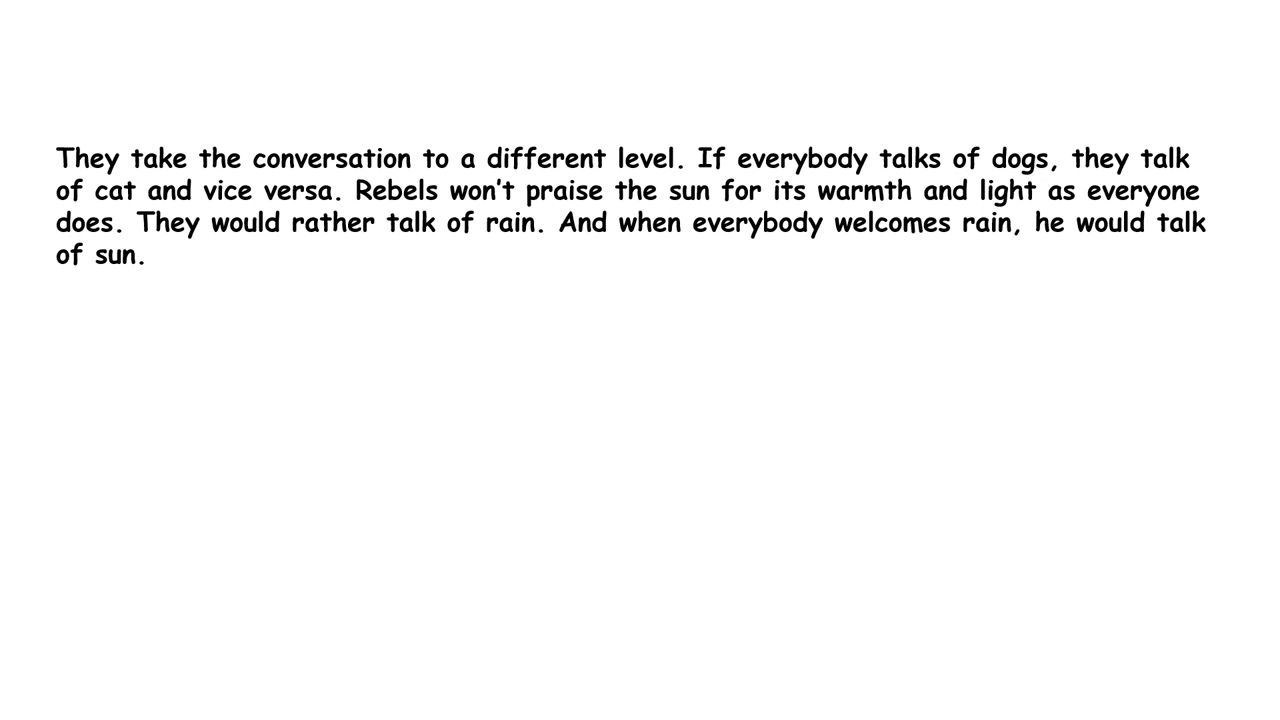 They take the conversation to a different level. If everybody talks of dogs, they talk
of cat and vice versa. Rebels won't praise the sun for its warmth and light as everyone
does. They would rather talk of rain. And when everybody welcomes rain, he would talk
of sun.